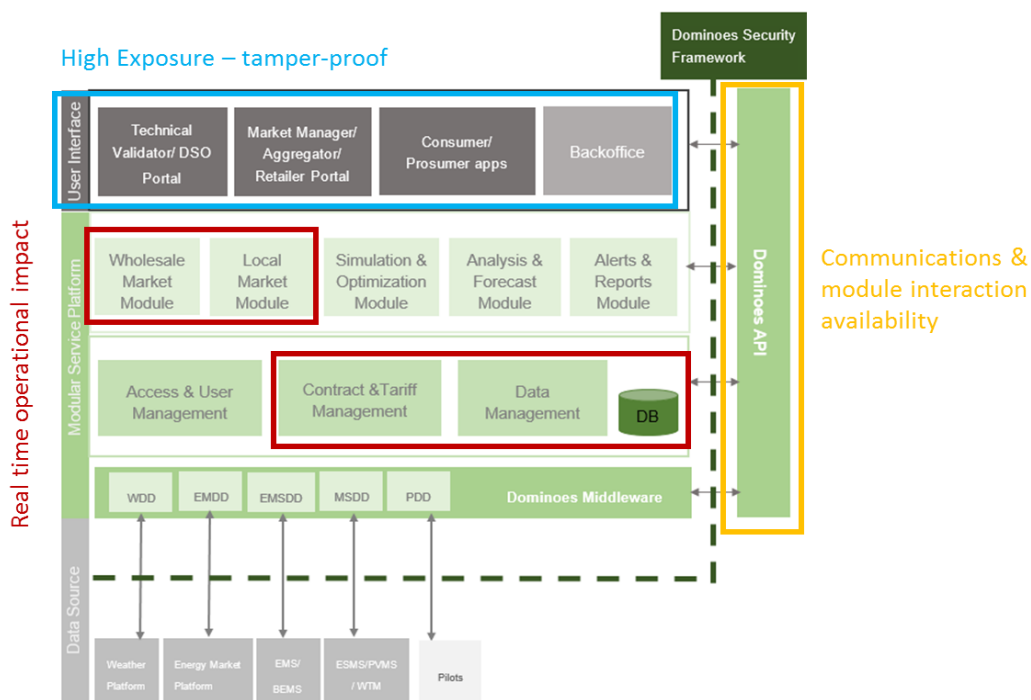 Dominoes Security
Framework
High Exposure – tamper-proof
User Interface
Technical
Validator/ DSO
Portal
Market Manager/
Aggregator/
Retailer Portal
Consumer/
Prosumer apps
Backoffice
Real time operational impact
Modular Service Platform
Wholesale
Market
Module
Local
Market
Module
Simulation &
Optimization
Module
Analysis &
Forecast
Module
Alerts &
Reports
Module
Dominoes API
Communications &
module interaction
availability
Access & User
Management
Contract &Tariff
Management
Data
Management
DB
WDD
EMDD
EMSDD
MSDD
PDD
Dominoes Middleware
Data Source
Weather
Platform
Energy Market
Platform
EMS/
BEMS
ESMS/PVMS
/ WTM
Pilots